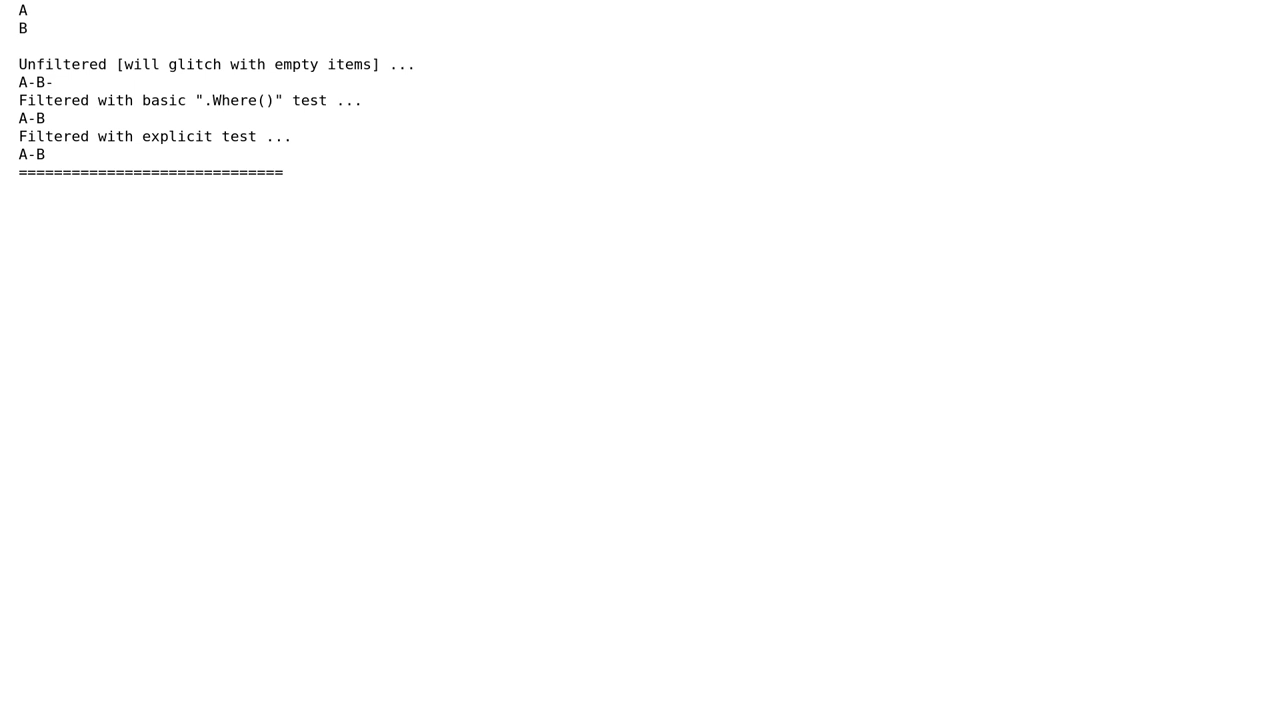 A
B

Unfiltered [will glitch with empty items] ...
A-B-
Filtered with basic ".Where()" test ...
A-B
Filtered with explicit test ...
A-B
==============================